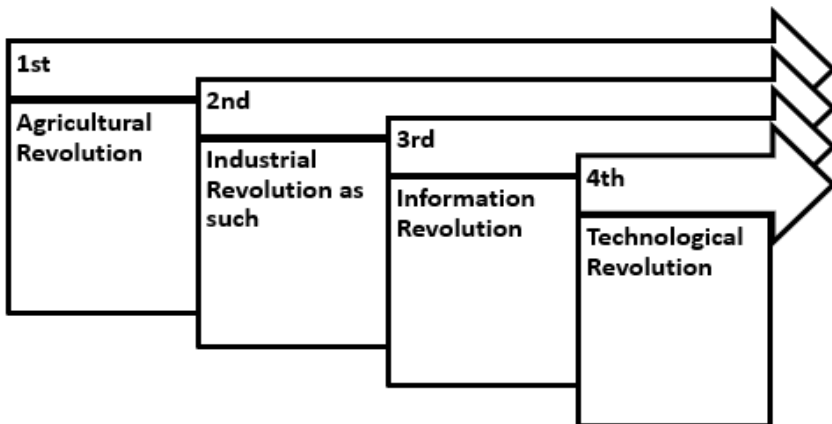 1st
Agricultural
Revolution
2nd
Industrial
Revolution as
such
3rd
Information
Revolution
4th
Technological
Revolution